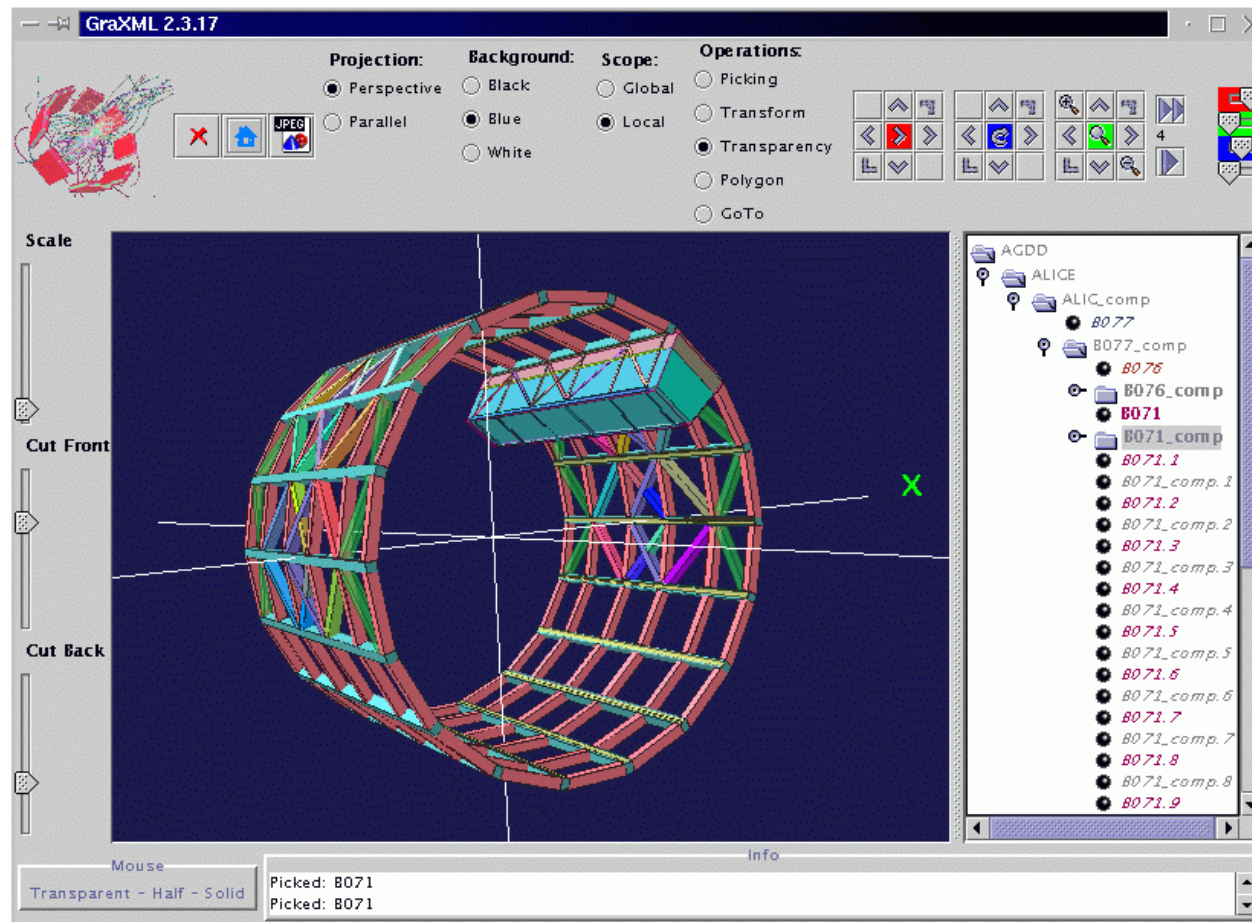 GraXML 2.3.17
Projection:
Perspective
Parallel
Background:
Black
Blue
White
Scope:
Global
Local
Operations:
Picking
Transform
Transparency
Polygon
GoTo
JPEG
4
Scale
Cut Front
Cut Back
X
AGDD
ALICE
ALIC_comp
B077
B077_comp
B076
B076_comp
B071
B071_comp
B071.1
B071_comp.1
B071.2
B071_comp.2
B071.3
B071_comp.3
B071.4
B071_comp.4
B071.5
B071_comp.5
B071.6
B071_comp.6
B071.7
B071_comp.7
B071.8
B071_comp.8
B071.9
Mouse
Transparent - Half - Solid
Info
Picked: B071
Picked: B071